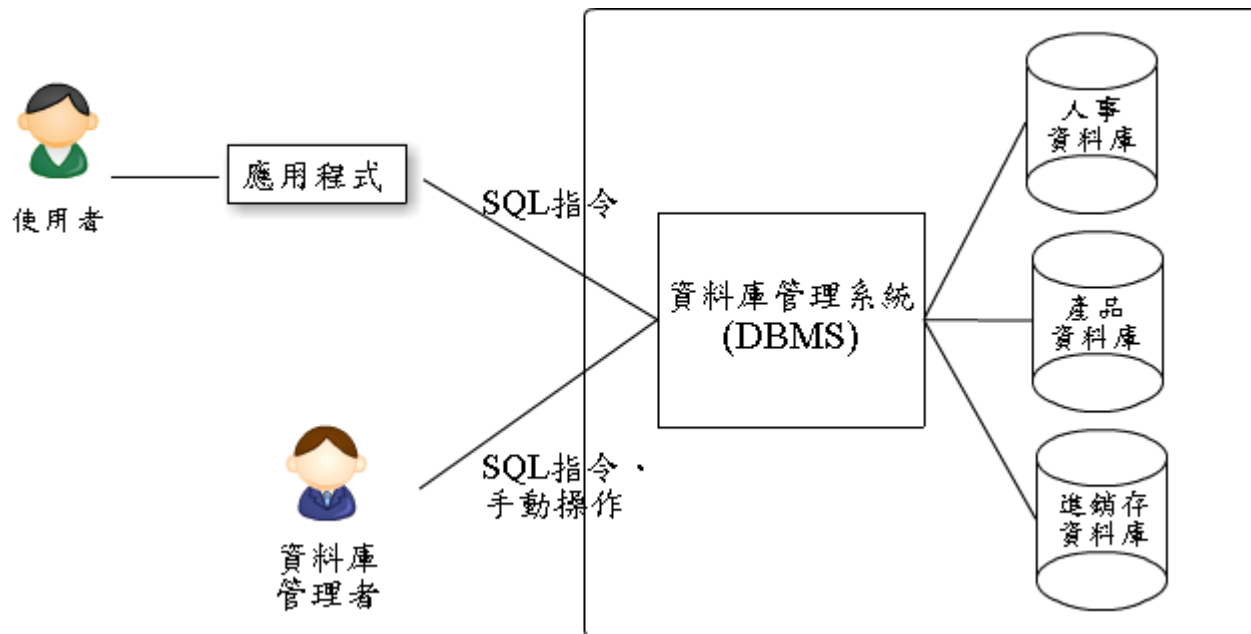 使用者
應用程式
SQL指令
資料庫管理系統
(DBMS)
人事
資料庫
產品
資料庫
進銷存
資料庫
SQL指令、
手動操作
資料庫
管理者